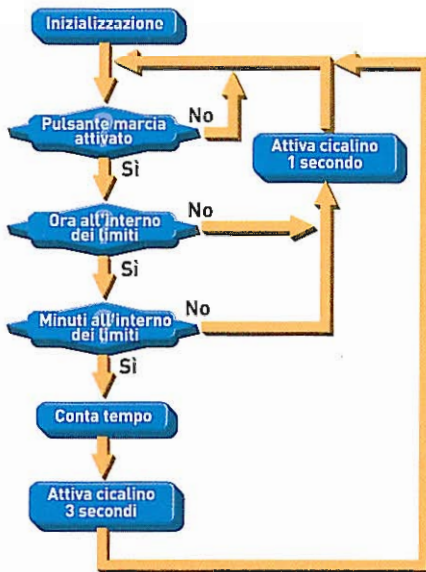 Inizializzazione
Pulsante marcia
attivato
No
Sì
Attiva cicalino
1 secondo
Ora all'interno
dei limiti
No
Sì
Minuti all'interno
dei limiti
No
Sì
Conta tempo
Attiva cicalino
3 secondi